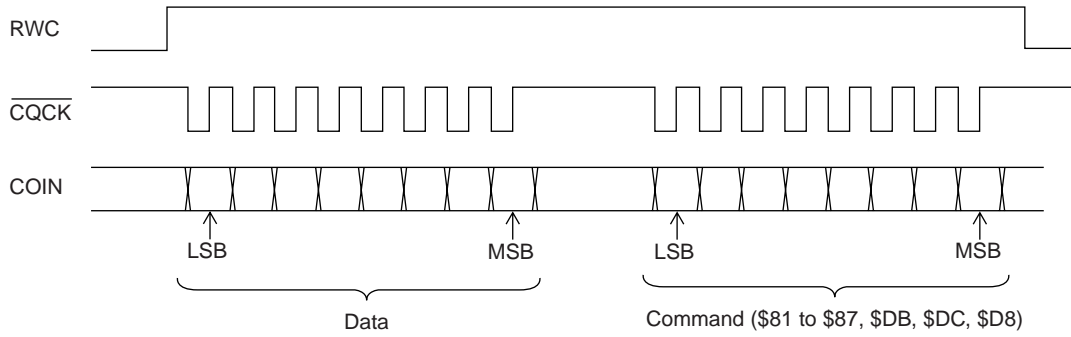 RWC
CQCK
COIN
LSB MSB LSB MSB
Data Command ($81 to $87, $DB, $DC, $D8)